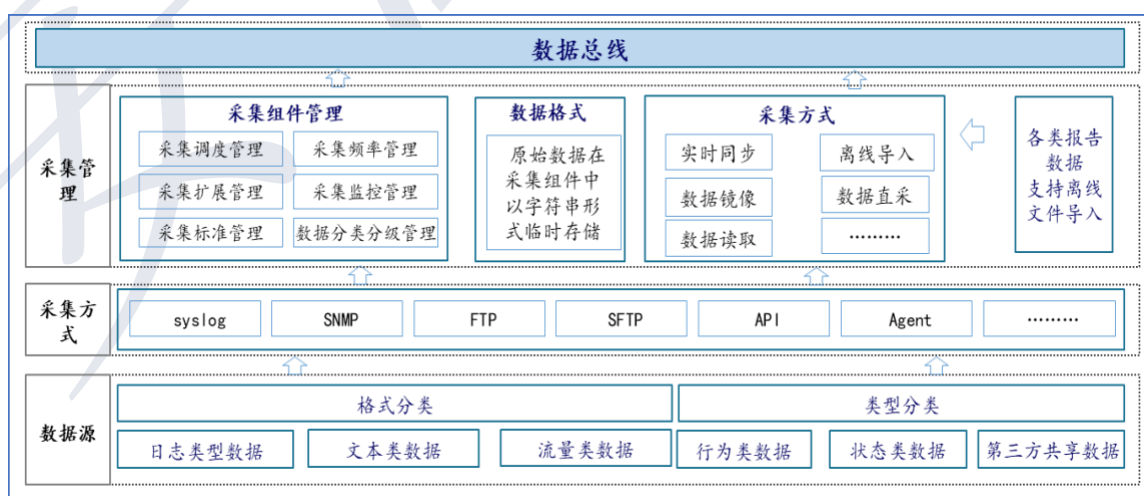 数据总线
采集管
理
采集组件管理
采集调度管理
采集频率管理
采集扩展管理
采集监控管理
采集标准管理
数据分类分级管理
数据格式
原始数据在
采集组件中
以字符串形
式临时存储
采集方式
实时同步
离线导入
数据镜像
数据直采
数据读取
………
各类报告
数据
支持离线
文件导入
采集方
式
syslog
SNMP
FTP
SFTP
API
Agent
………
数据源
格式分类
类型分类
日志类型数据
文本类数据
流量类数据
行为类数据
状态类数据
第三方共享数据